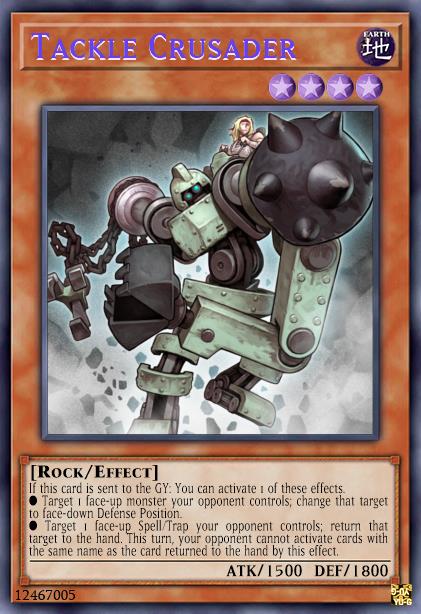 TACKLE CRUSADER
EARTH
地
[ROCK/EFFECT]
If this card is sent to the GY: You can activate 1 of these effects.
● Target 1 face-up monster your opponent controls; change that target
to face-down Defense Position.
● Target 1 face-up Spell/Trap your opponent controls; return that
target to the hand. This turn, your opponent cannot activate cards with
the same name as the card returned to the hand by this effect.
ATK/1500 DEF/1800
12467005